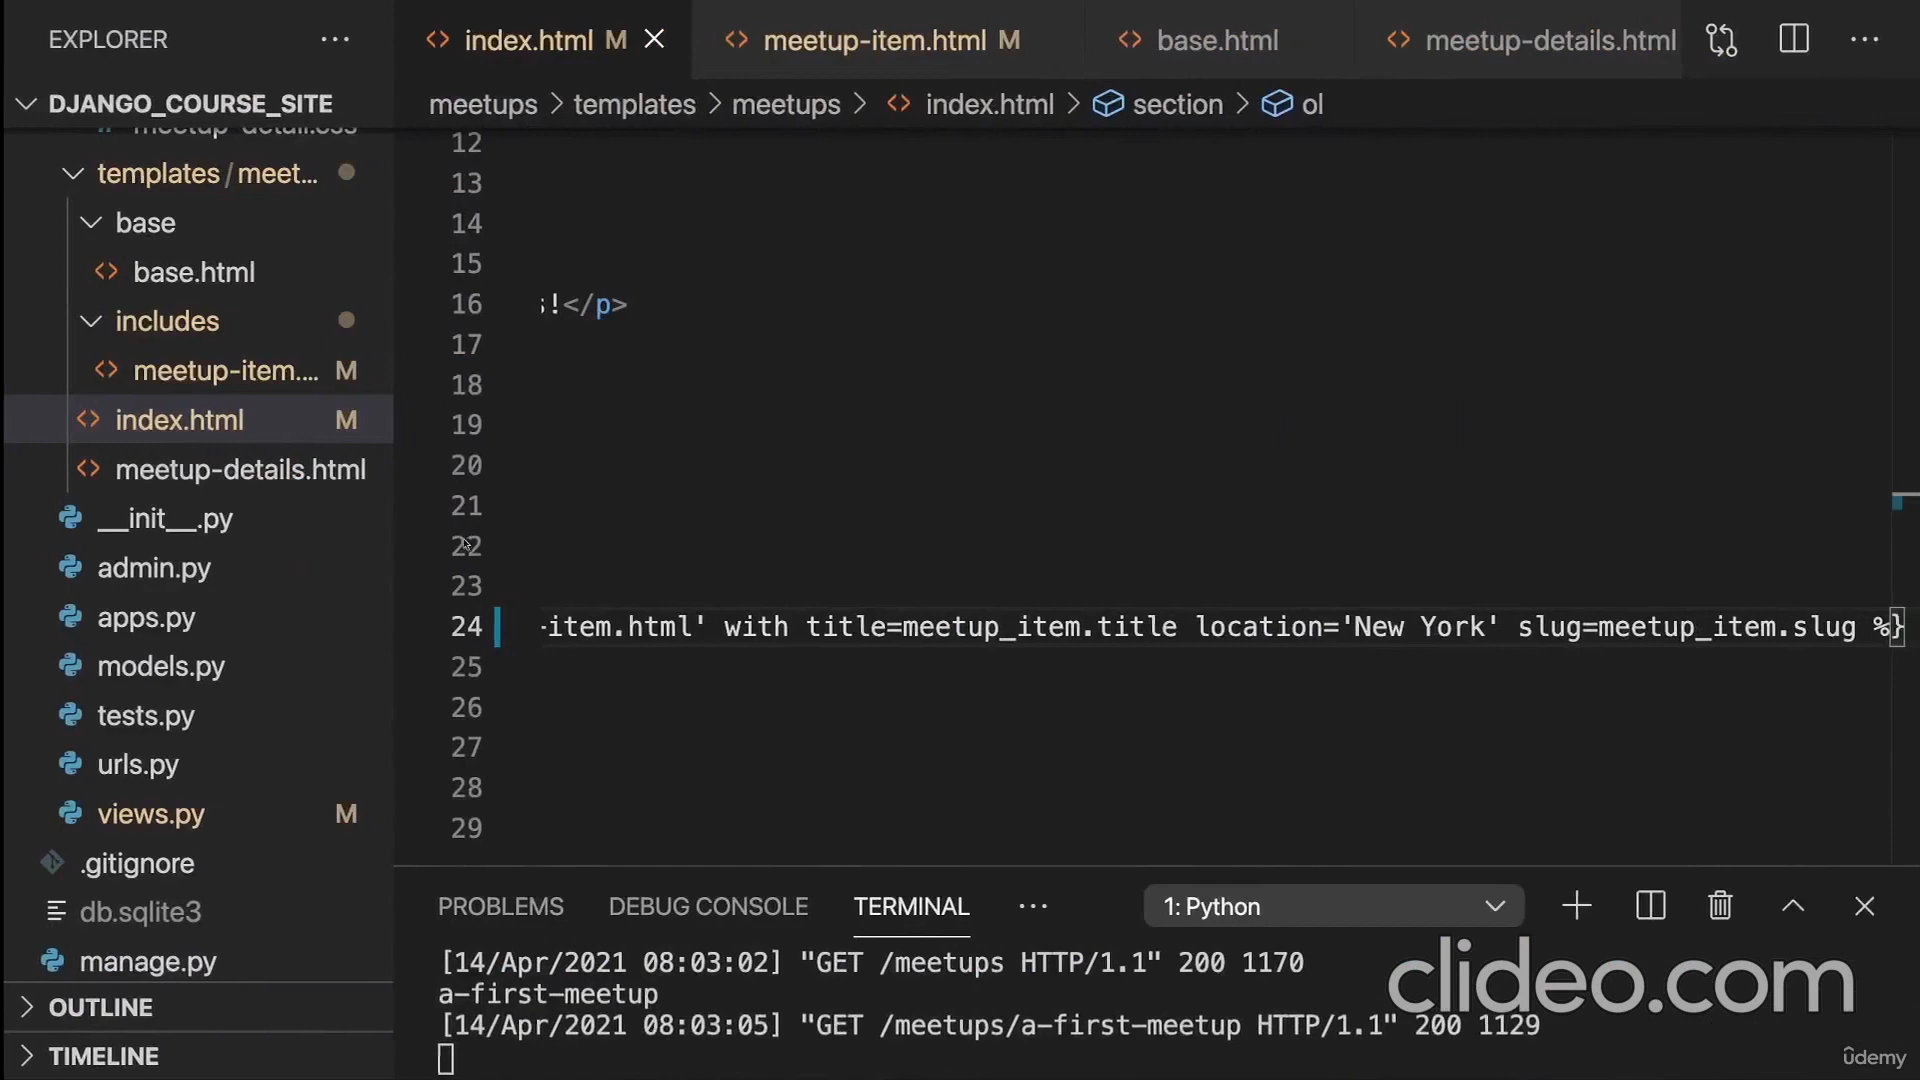 EXPLORER
index.html M
meetup-item.html M
base.html
meetup-details.html
DJANGO_COURSE_SITE
meetups > templates > meetups > index.html > section > ol
meetup-detail.css
templates/meet...
base
base.html
includes
meetup-item.... M
index.html M
meetup-details.html
__init__.py
admin.py
apps.py
models.py
tests.py
urls.py
views.py M
.gitignore
db.sqlite3
manage.py
OUTLINE
TIMELINE
12
13
14
15
16 !</p>
17
18
19
20
21
22
23
24 -item.html' with title=meetup_item.title location='New York' slug=meetup_item.slug %}
25
26
27
28
29
PROBLEMS DEBUG CONSOLE TERMINAL ... 1: Python
[14/Apr/2021 08:03:02] "GET /meetups HTTP/1.1" 200 1170
a-first-meetup
[14/Apr/2021 08:03:05] "GET /meetups/a-first-meetup HTTP/1.1" 200 1129
clideo.com
ûdemy